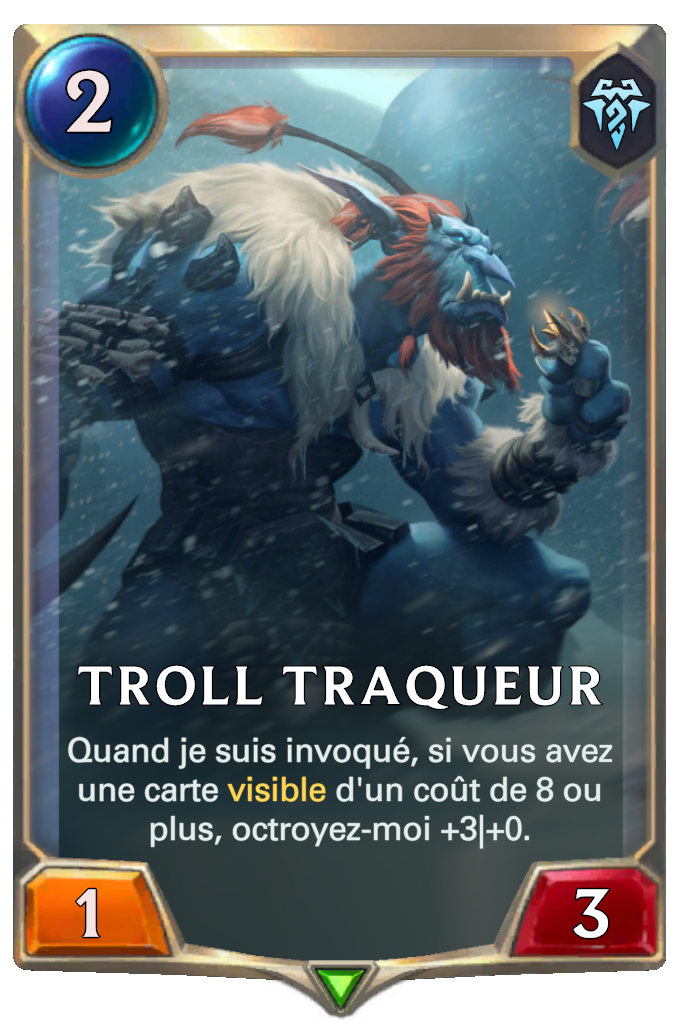 2
TROLL TRAQUEUR
Quand je suis invoqué, si vous avez
une carte visible d'un coût de 8 ou
plus, octroyez-moi +3|+0.
1
3